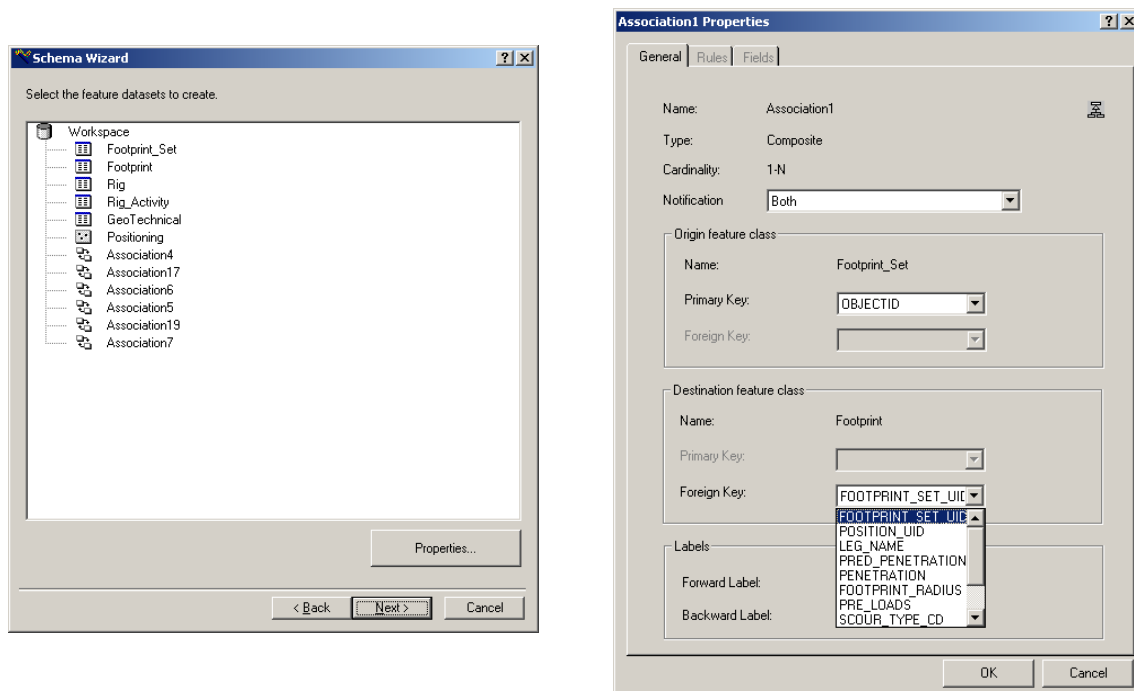 Schema Wizard
Select the feature datasets to create.
Workspace
Footprint_Set
Footprint
Rig
Rig_Activity
GeoTechnical
Positioning
Association4
Association17
Association6
Association5
Association19
Association7
Properties...
< Back
Next >
Cancel
Association1 Properties
General Rules Fields
Name: Association1
Type: Composite
Cardinality: 1-N
Notification Both
Origin feature class
Name: Footprint_Set
Primary Key: OBJECTID
Foreign Key:
Destination feature class
Name: Footprint
Primary Key:
Foreign Key: FOOTPRINT_SET_UID
FOOTPRINT_SET_UID
POSITION_UID
LEG_NAME
PRED_PENETRATION
PENETRATION
FOOTPRINT_RADIUS
PRE_LOADS
SCOUR_TYPE_CD
Labels
Forward Label:
Backward Label:
OK
Cancel